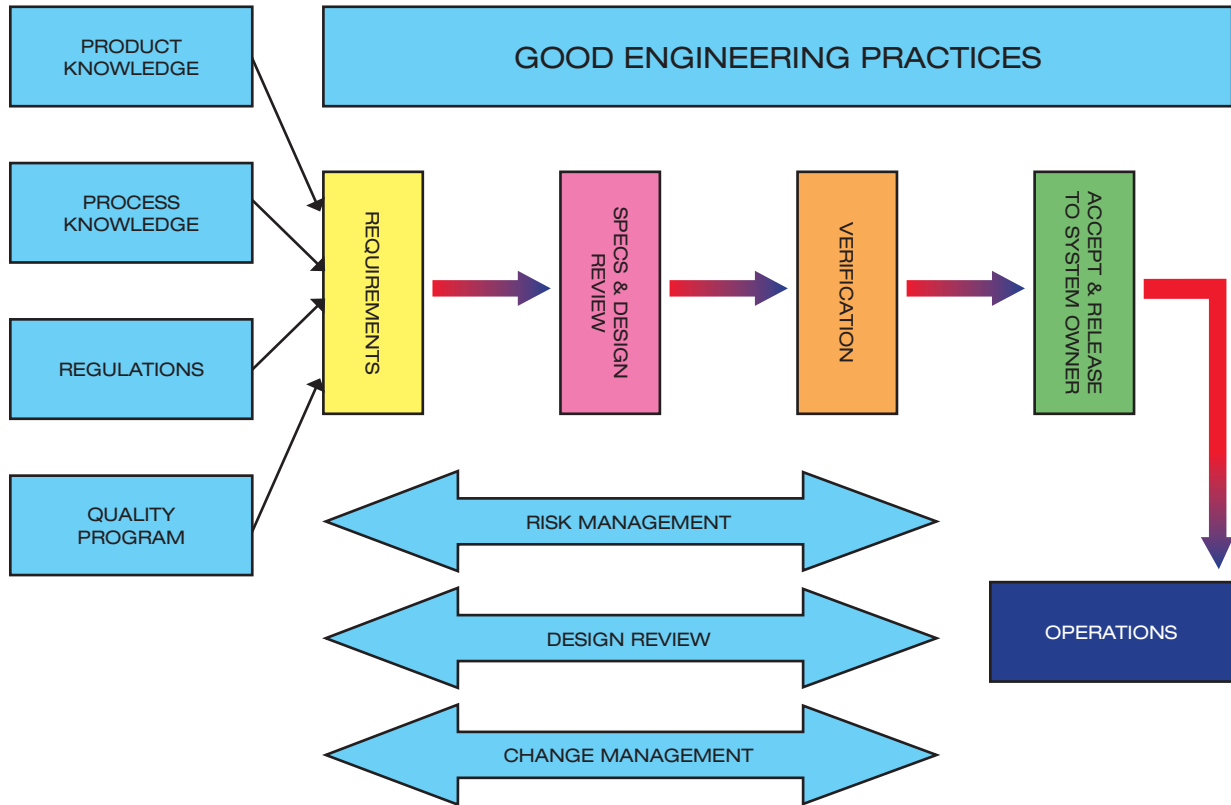 PRODUCT
KNOWLEDGE
GOOD ENGINEERING PRACTICES
PROCESS
KNOWLEDGE
REGULATIONS
QUALITY
PROGRAM
REQUIREMENTS
SPECS & DESIGN
REVIEW
VERIFICATION
ACCEPT & RELEASE
TO SYSTEM OWNER
RISK MANAGEMENT
DESIGN REVIEW
CHANGE MANAGEMENT
OPERATIONS